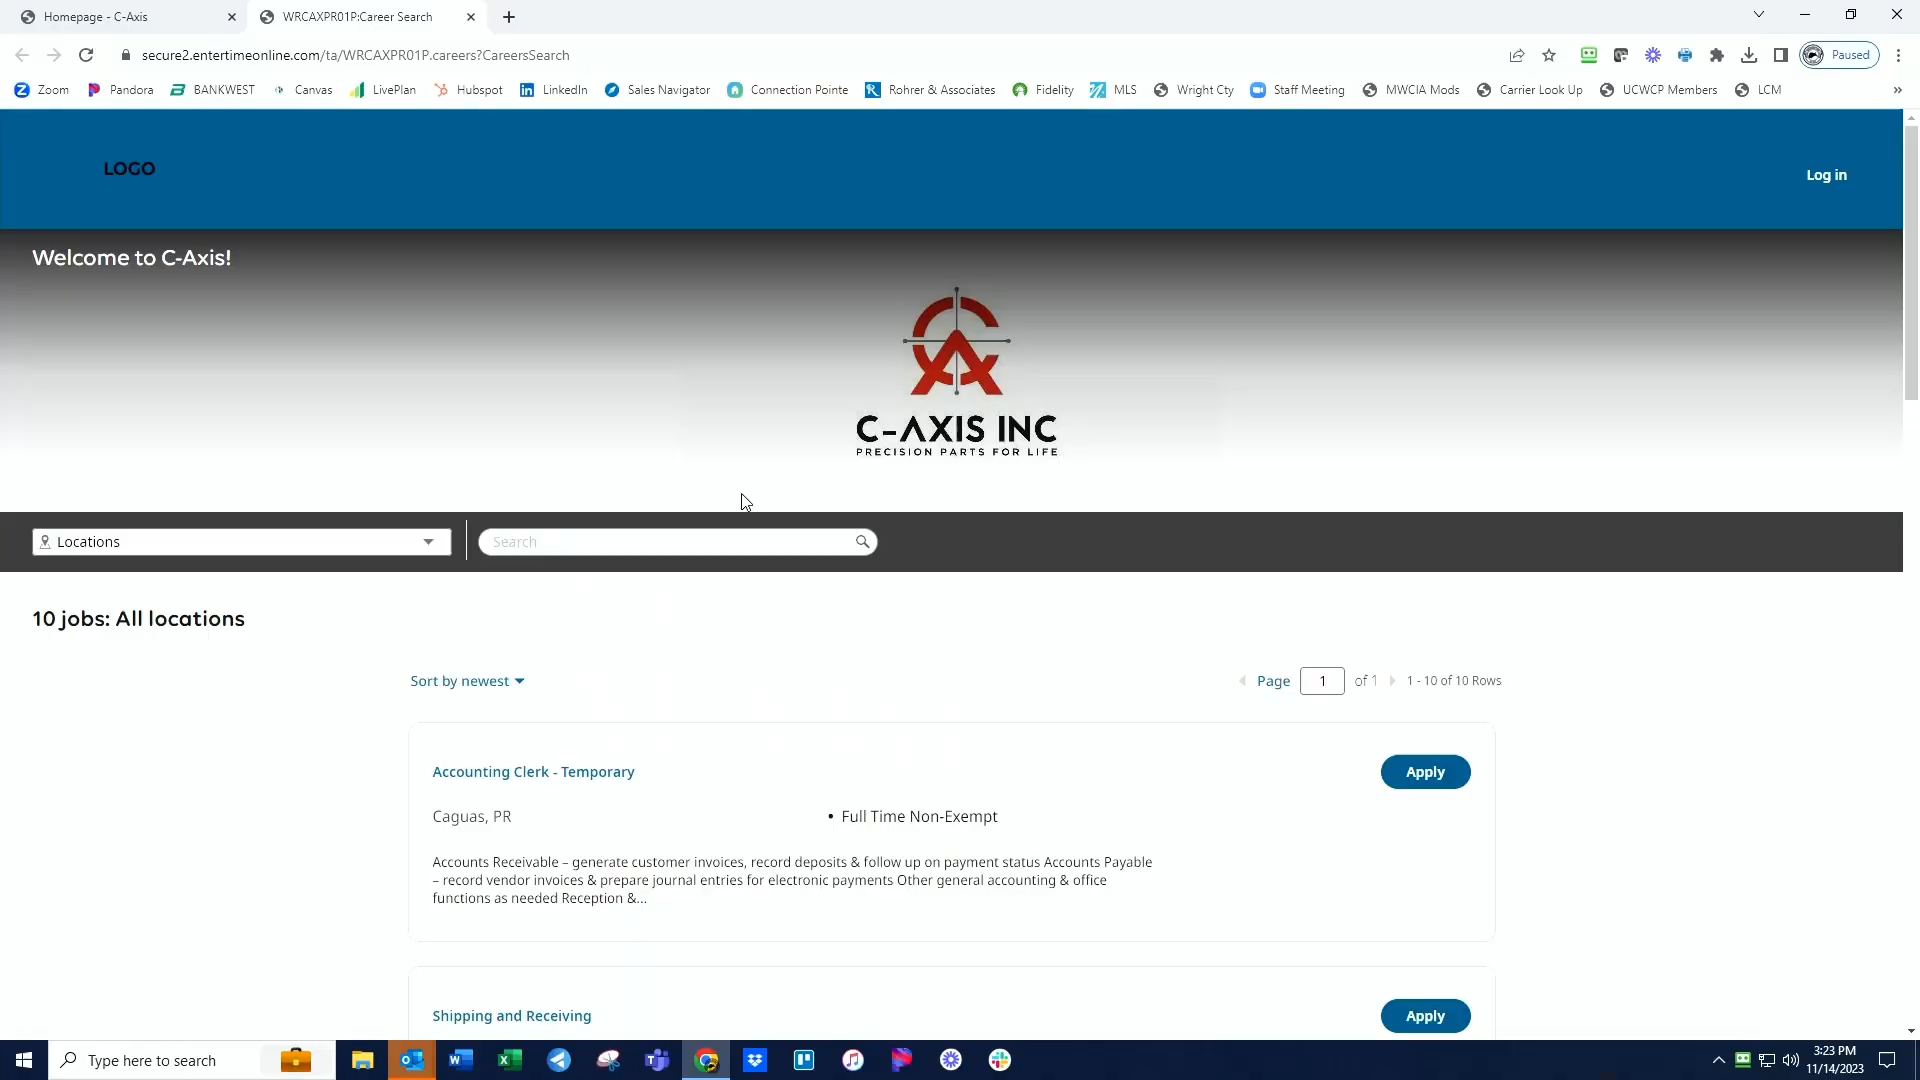 Homepage - C-Axis
WRCAXPR01P:Career Search
secure2.entertimeonline.com/ta/WRCAXPR01P.careers?CareersSearch
Paused
Zoom
Pandora
BANKWEST
Canvas
LivePlan
Hubspot
LinkedIn
Sales Navigator
Connection Pointe
Rohrer & Associates
Fidelity
MLS
Wright Cty
Staff Meeting
MWCIA Mods
Carrier Look Up
UCWCP Members
LCM
LOGO
Log in
Welcome to C-Axis!
C-AXIS INC
PRECISION PARTS FOR LIFE
Locations
Search
10 jobs: All locations
Sort by newest
Page 1 of 1 1 - 10 of 10 Rows
Accounting Clerk - Temporary
Apply
Caguas, PR
• Full Time Non-Exempt
Accounts Receivable – generate customer invoices, record deposits & follow up on payment status Accounts Payable
– record vendor invoices & prepare journal entries for electronic payments Other general accounting & office
functions as needed Reception &...
Shipping and Receiving
Apply
Type here to search
3:23 PM
11/14/2023